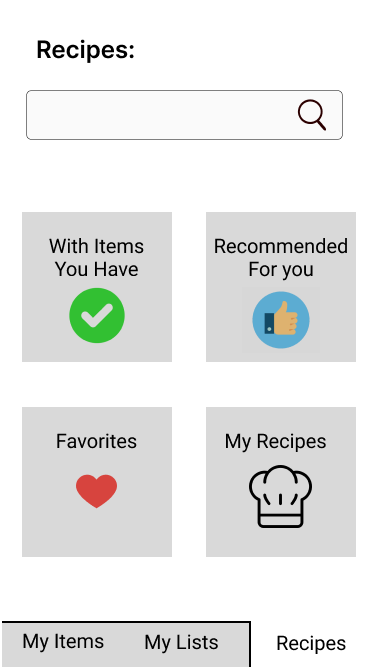 Recipes:
With Items
You Have
Recommended
For you
Favorites
My Recipes
My Items
My Lists
Recipes